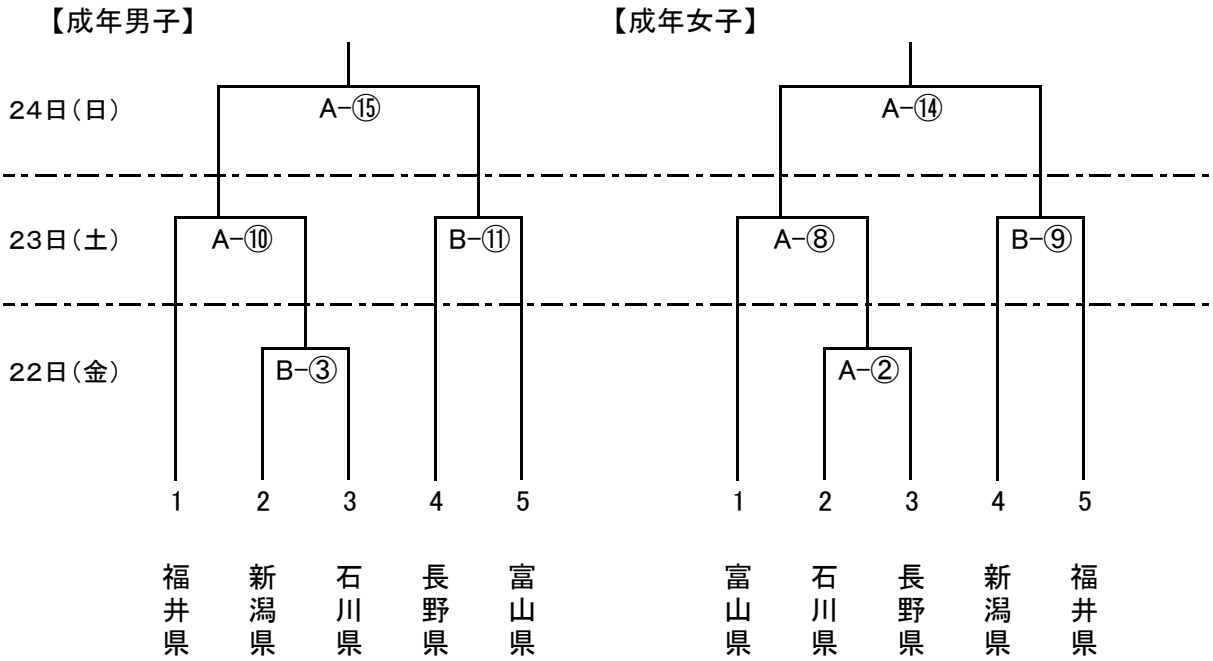 【成年男子】 【成年女子】
24日(日) A-⑮ A-⑭
23日(土) A-⑩ B-⑪ A-⑧ B-⑨
22日(金) B-③ A-②
1 2 3 4 5 1 2 3 4 5
福井県 新潟県 石川県 長野県 富山県 富山県 石川県 長野県 新潟県 福井県